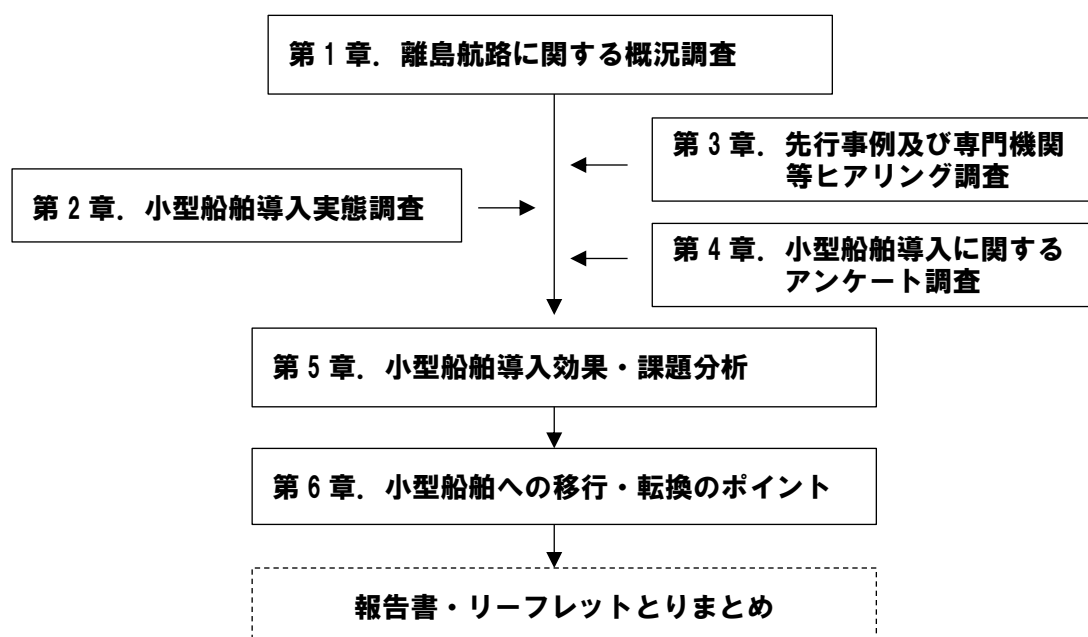 第1章．離島航路に関する概況調査
第3章．先行事例及び専門機関
等ヒアリング調査
第2章．小型船舶導入実態調査
第4章．小型船舶導入に関する
アンケート調査
第5章．小型船舶導入効果・課題分析
第6章．小型船舶への移行・転換のポイント
報告書・リーフレットとりまとめ